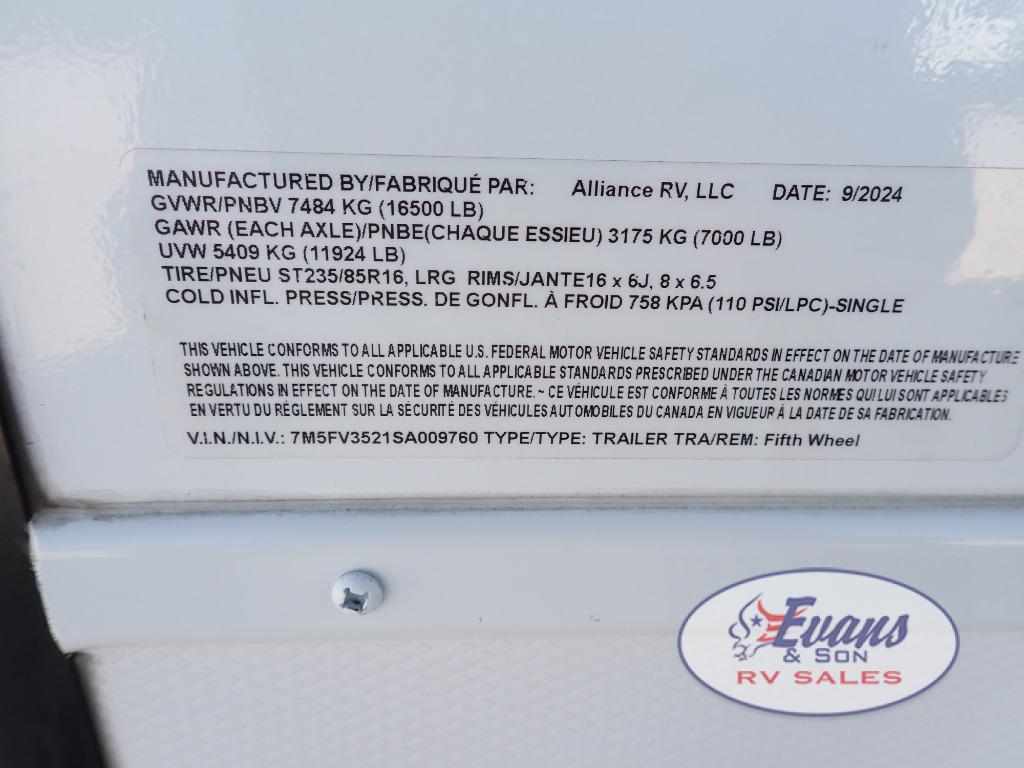 MANUFACTURED BY/FABRIQUÉ PAR: Alliance RV, LLC DATE: 9/2024
GVWR/PNBV 7484 KG (16500 LB)
GAWR (EACH AXLE)/PNBE(CHAQUE ESSIEU) 3175 KG (7000 LB)
UVW 5409 KG (11924 LB)
TIRE/PNEU ST235/85R16, LRG RIMS/JANTE16 x 6J, 8 x 6.5
COLD INFL. PRESS/PRESS. DE GONFL. À FROID 758 KPA (110 PSI/LPC)-SINGLE
THIS VEHICLE CONFORMS TO ALL APPLICABLE U.S. FEDERAL MOTOR VEHICLE SAFETY STANDARDS IN EFFECT ON THE DATE OF MANUFACTURE
SHOWN ABOVE. THIS VEHICLE CONFORMS TO ALL APPLICABLE STANDARDS PRESCRIBED UNDER THE CANADIAN MOTOR VEHICLE SAFETY
REGULATIONS IN EFFECT ON THE DATE OF MANUFACTURE. ~ CE VÉHICULE EST CONFORME À TOUTES LES NORMES QUI LUI SONT APPLICABLES
EN VERTU DU RÉGLEMENT SUR LA SÉCURITÉ DES VÉHICULES AUTOMOBILES DU CANADA EN VIGUEUR À LA DATE DE SA FABRICATION.
V.I.N./N.I.V.: 7M5FV3521SA009760 TYPE/TYPE: TRAILER TRA/REM: Fifth Wheel
Evans
& SON
RV SALES